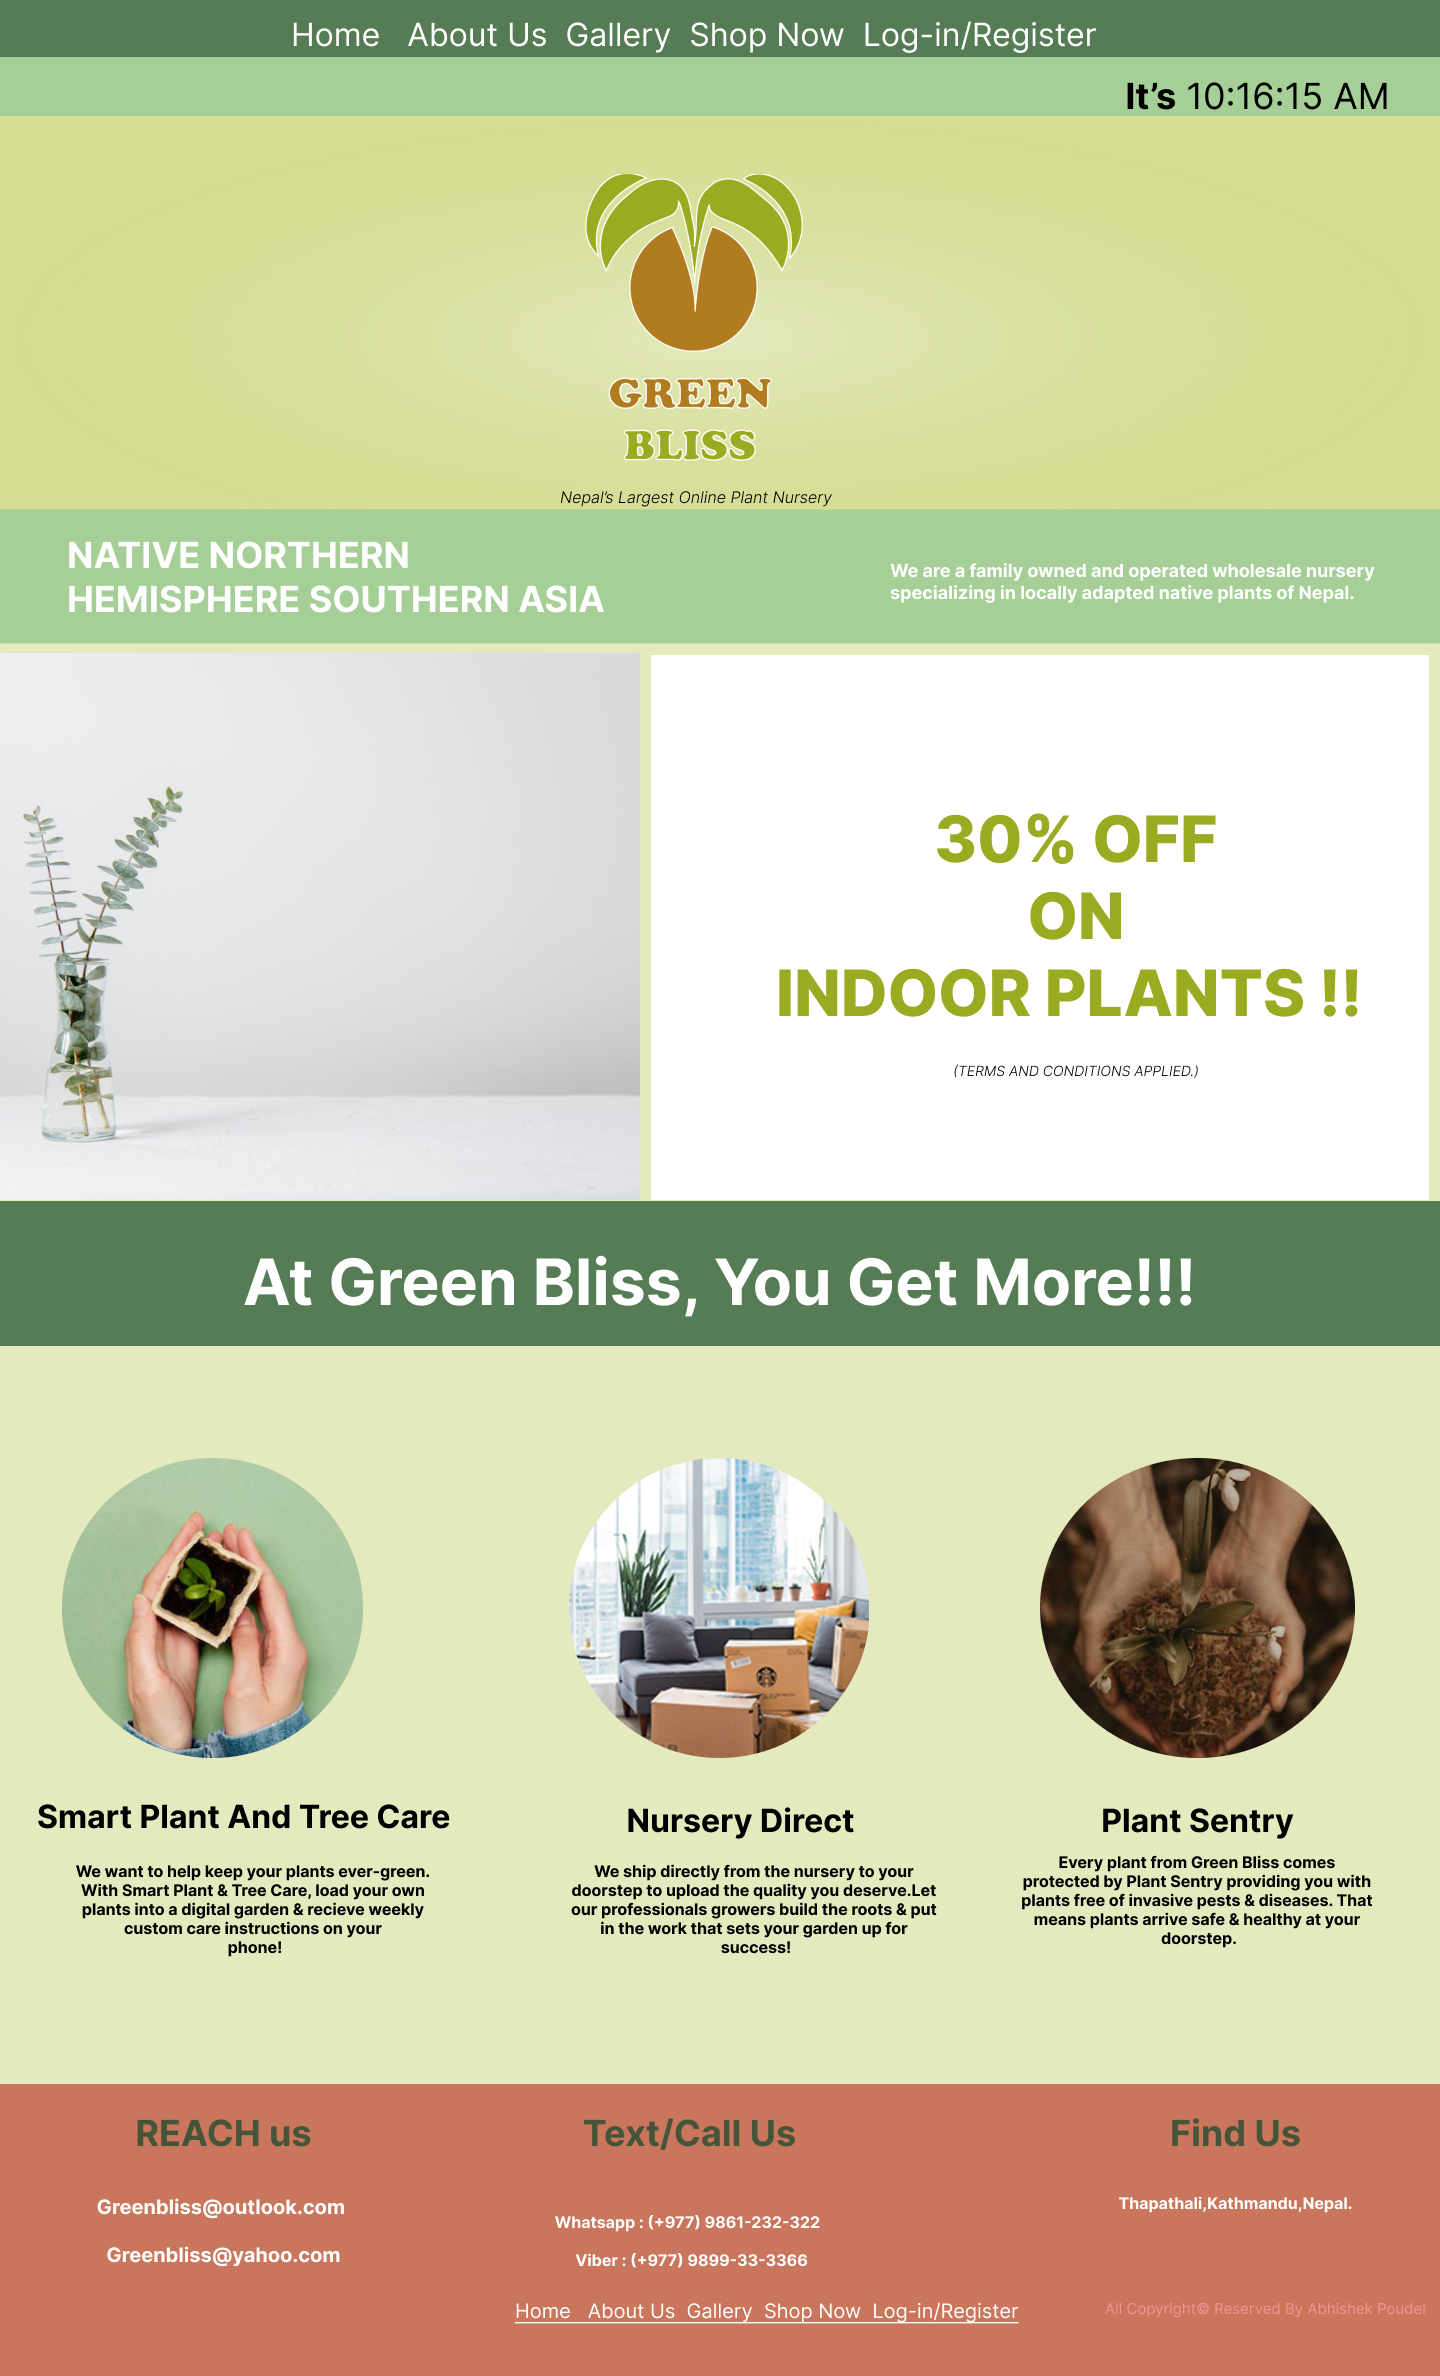 Home About Us Gallery Shop Now Log-in/Register
It’s 10:16:15 AM
GREEN
BLISS
Nepal’s Largest Online Plant Nursery
NATIVE NORTHERN
HEMISPHERE SOUTHERN ASIA
We are a family owned and operated wholesale nursery
specializing in locally adapted native plants of Nepal.
30% OFF
ON
INDOOR PLANTS !!
(TERMS AND CONDITIONS APPLIED.)
At Green Bliss, You Get More!!!
Smart Plant And Tree Care
We want to help keep your plants ever-green.
With Smart Plant & Tree Care, load your own
plants into a digital garden & recieve weekly
custom care instructions on your
phone!
Nursery Direct
We ship directly from the nursery to your
doorstep to upload the quality you deserve.Let
our professionals growers build the roots & put
in the work that sets your garden up for
success!
Plant Sentry
Every plant from Green Bliss comes
protected by Plant Sentry providing you with
plants free of invasive pests & diseases. That
means plants arrive safe & healthy at your
doorstep.
REACH us
Greenbliss@outlook.com
Greenbliss@yahoo.com
Text/Call Us
Whatsapp : (+977) 9861-232-322
Viber : (+977) 9899-33-3366
Find Us
Thapathali,Kathmandu,Nepal.
Home About Us Gallery Shop Now Log-in/Register
All Copyright© Reserved By Abhishek Poudel